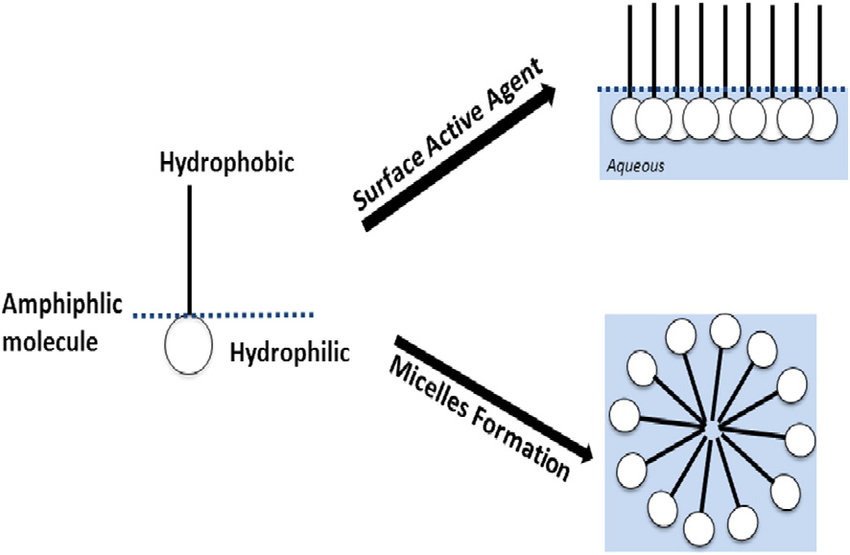 Hydrophobic
Amphiphlic
molecule
Hydrophilic
Surface Active Agent
Aqueous
Micelles Formation